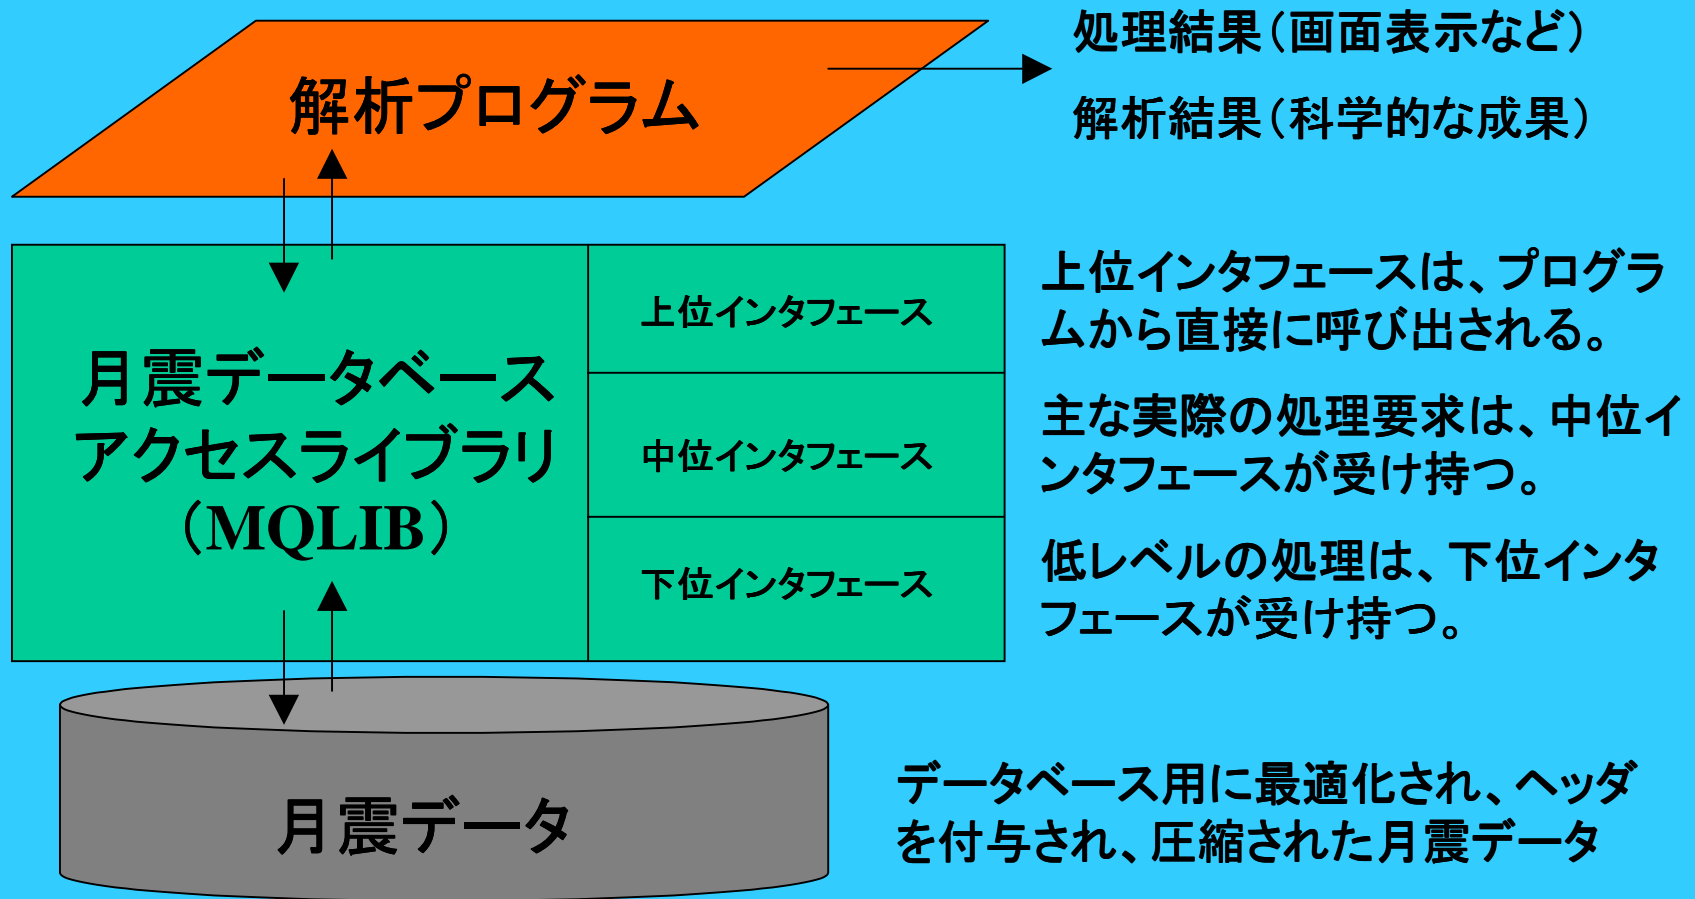 解析プログラム
処理結果（画面表示など）
解析結果（科学的な成果）
月震データベース
アクセスライブラリ
（MQLIB）
上位インタフェース
中位インタフェース
下位インタフェース
上位インタフェースは、プログラ
ムから直接に呼び出される。
主な実際の処理要求は、中位イ
ンタフェースが受け持つ。
低レベルの処理は、下位インタ
フェースが受け持つ。
月震データ
データベース用に最適化され、ヘッダ
を付与され、圧縮された月震データ